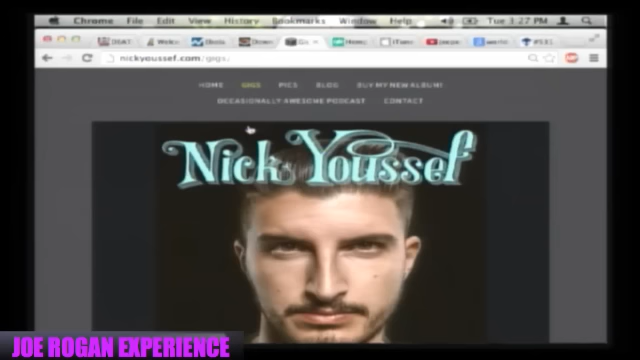 Chrome File Edit View History Bookmarks Window Help Tue 3:27 PM
nickyoussef.com/gigs/
HOME GIGS PICS BLOG BUY MY NEW ALBUM!
OCCASIONALLY AWESOME PODCAST CONTACT
Nick Youssef
JOE ROGAN EXPERIENCE